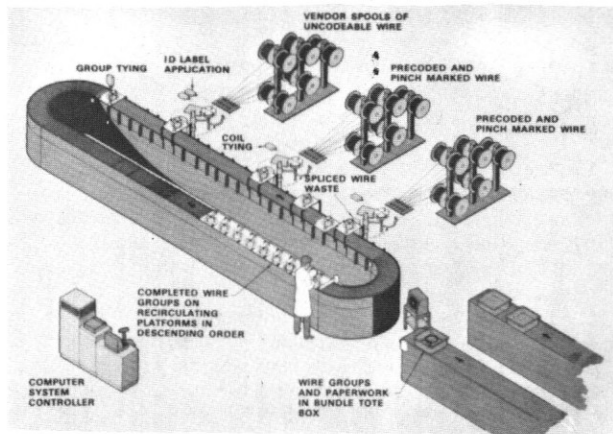 VENDOR SPOOLS OF
UNCODEABLE WIRE
GROUP TYING
ID LABEL
APPLICATION
PRECODED AND
PINCH MARKED WIRE
PRECODED AND
PINCH MARKED WIRE
COIL
TYING
SPLICED WIRE
WASTE
COMPLETED WIRE
GROUPS ON
RECIRCULATING
PLATFORMS IN
DESCENDING ORDER
COMPUTER
SYSTEM
CONTROLLER
WIRE GROUPS
AND PAPERWORK
IN BUNDLE TOTE
BOX